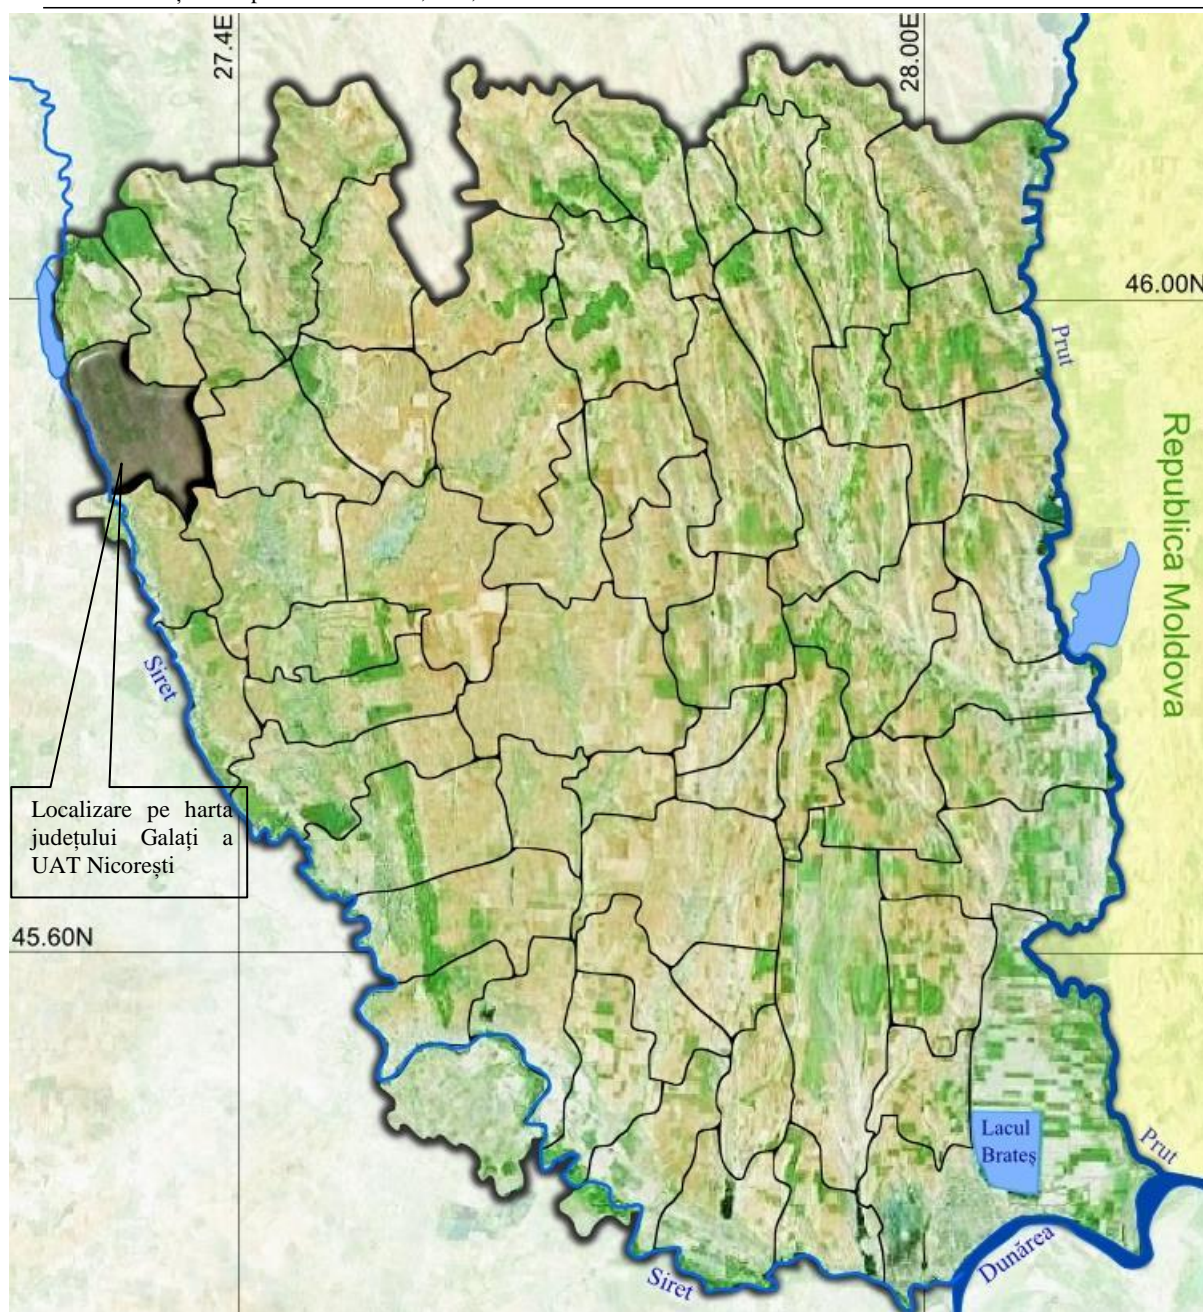 27.4E
28.00E
46.00N
Prut
Republica Moldova
Siret
Localizare pe harta
județului Galați a
UAT Nicorești
45.60N
Lacul
Brateș
Prut
Dunărea
Siret